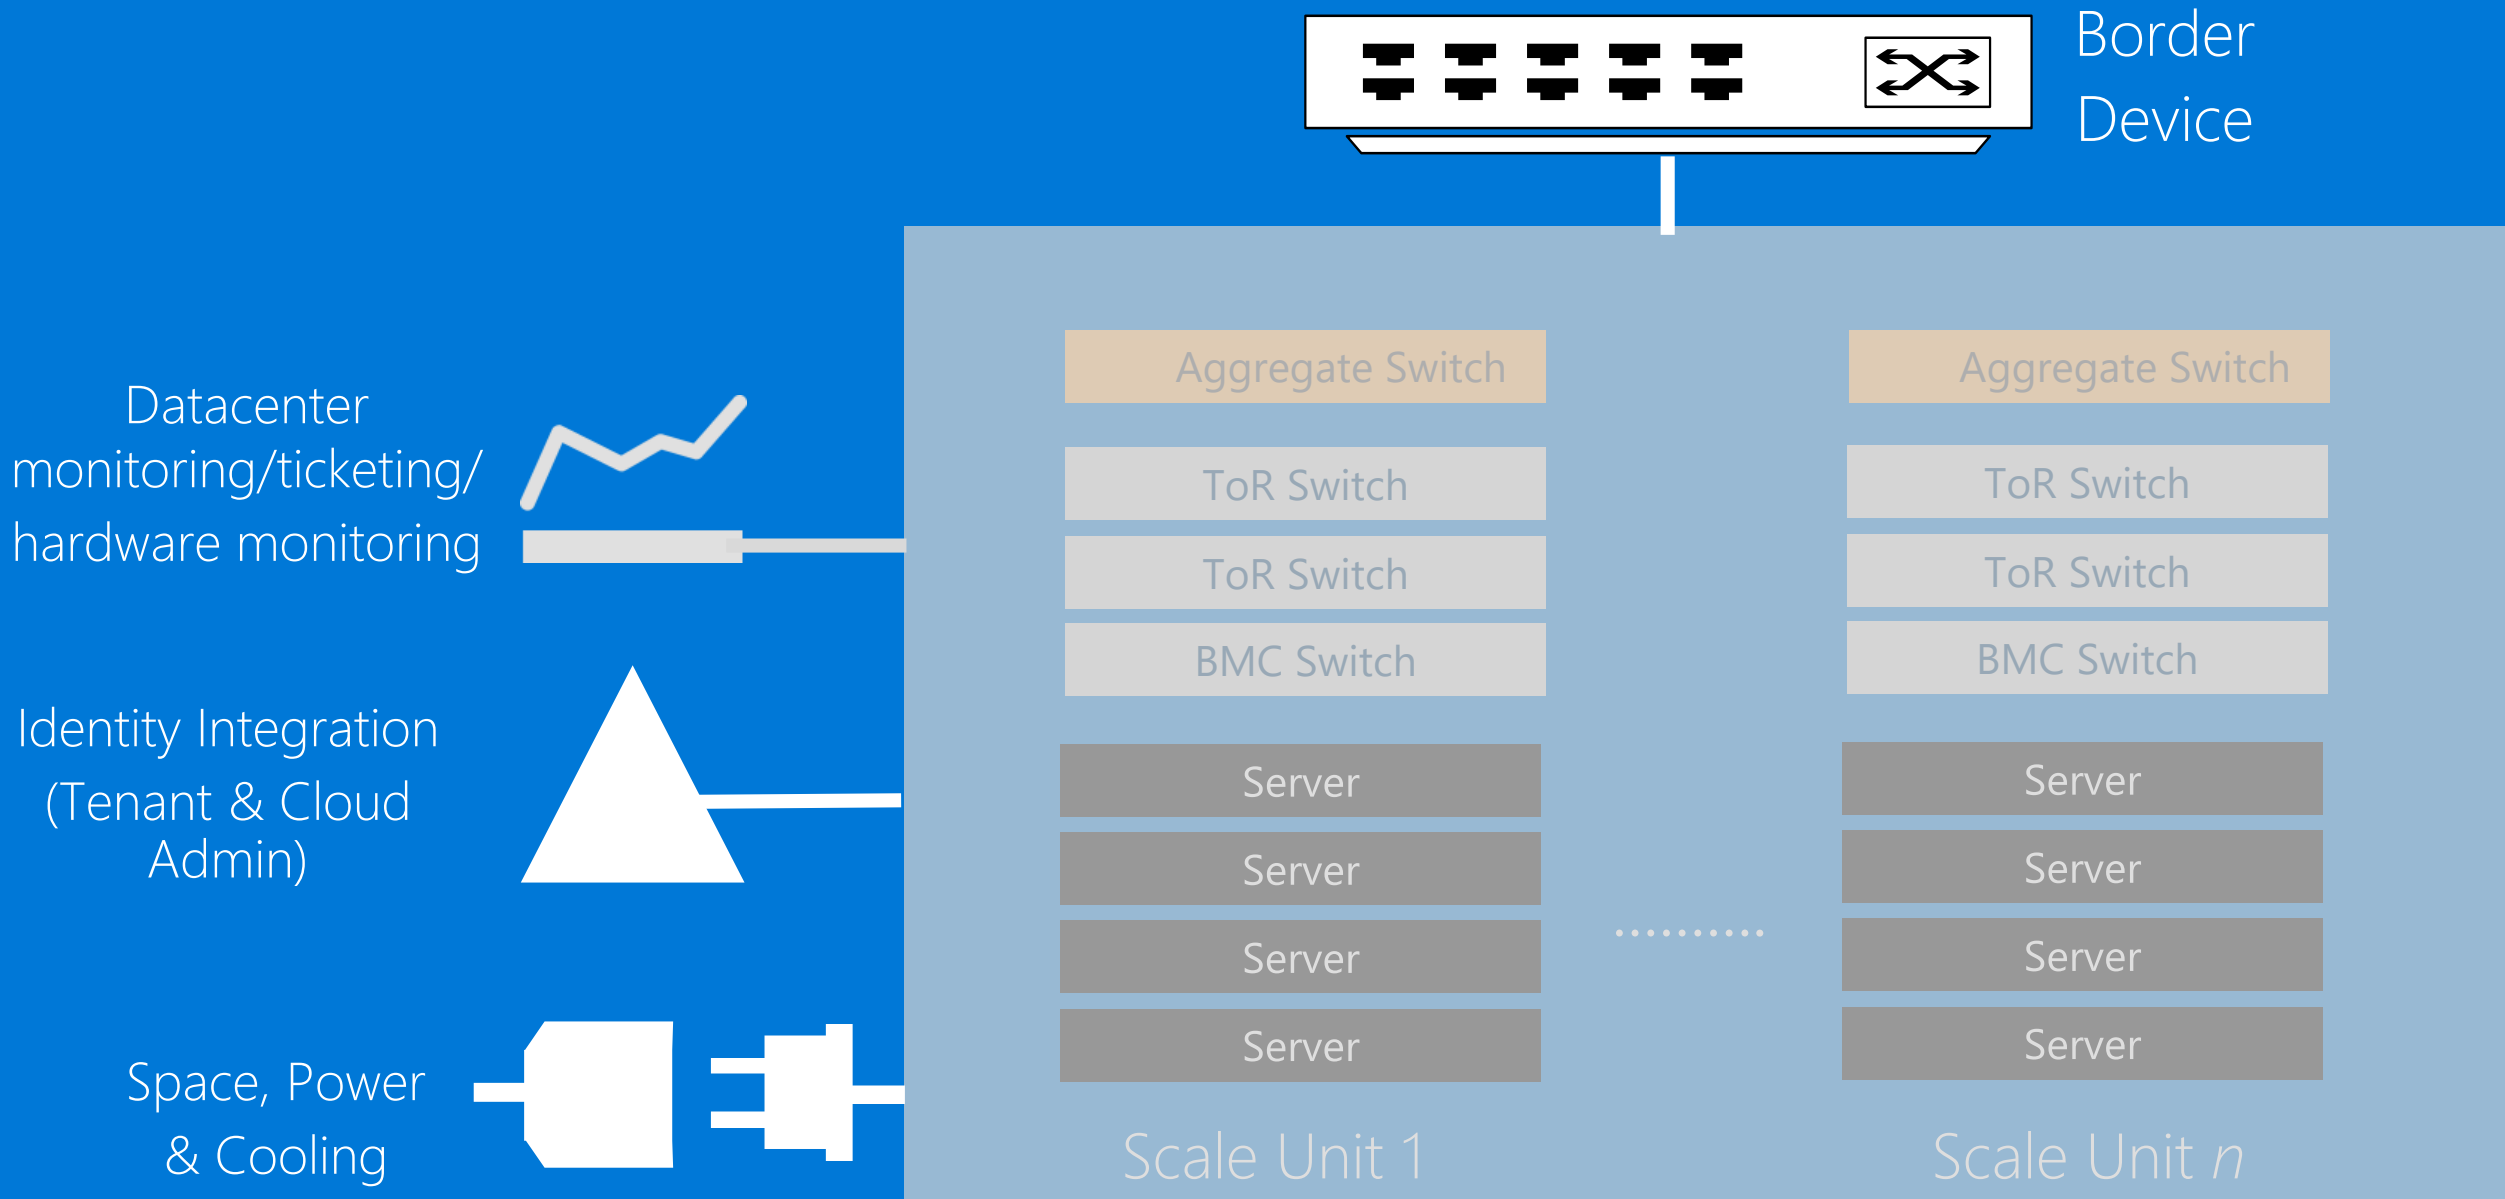 Border
Device
Datacenter
monitoring/ticketing/
hardware monitoring
Identity Integration
(Tenant & Cloud
Admin)
Space, Power
& Cooling
Aggregate Switch
ToR Switch
ToR Switch
BMC Switch
Server
Server
Server
Server
Scale Unit 1
..........
Aggregate Switch
ToR Switch
ToR Switch
BMC Switch
Server
Server
Server
Server
Scale Unit n